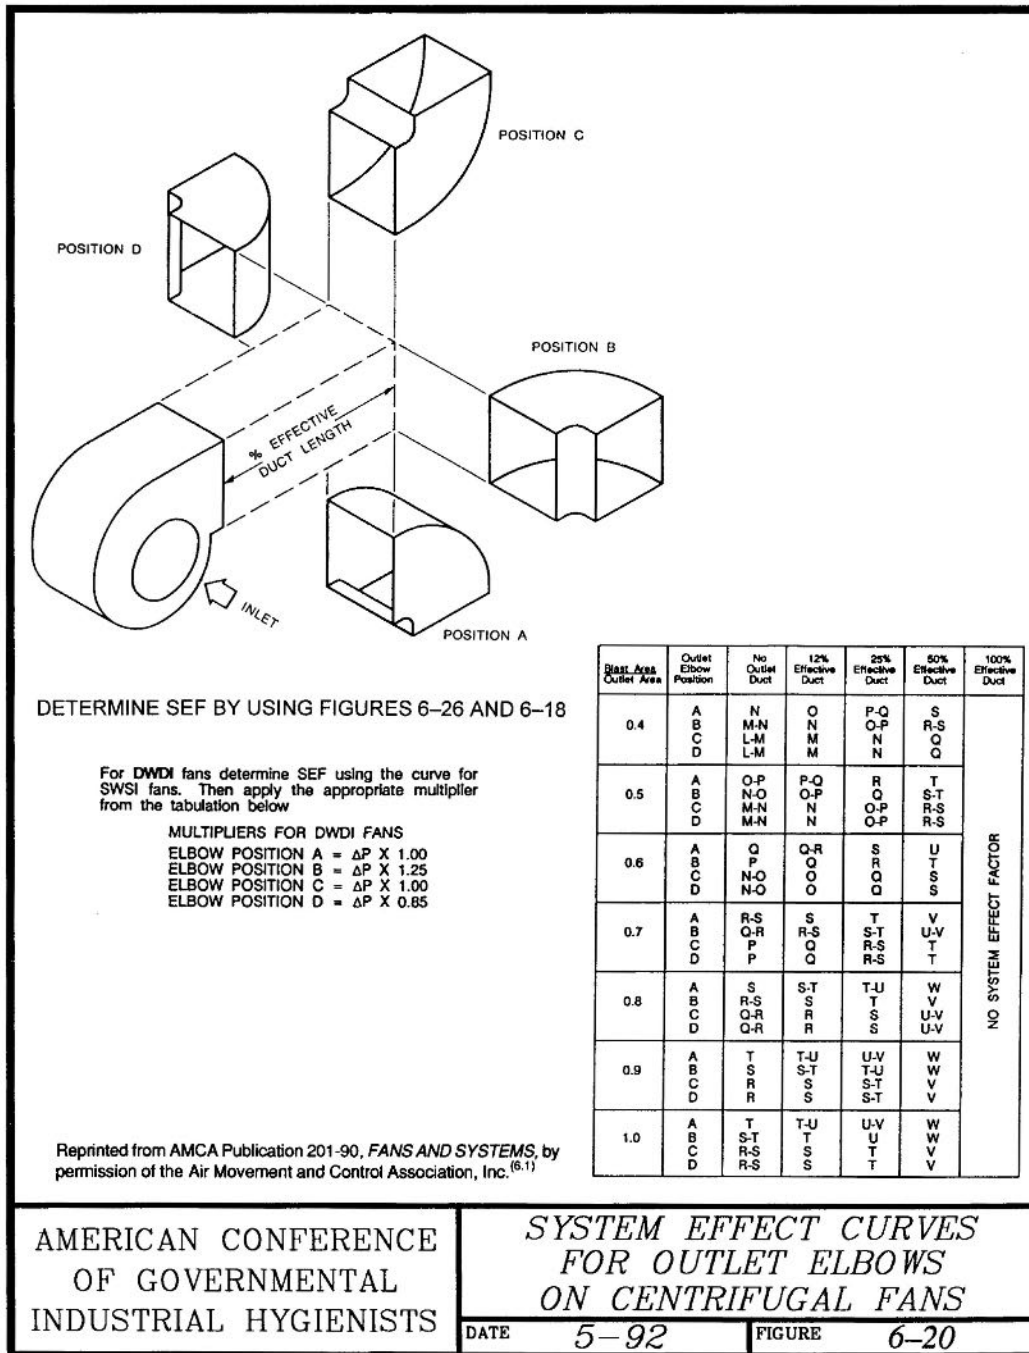 POSITION C
POSITION D
POSITION B
% EFFECTIVE
DUCT LENGTH
INLET
POSITION A
DETERMINE SEF BY USING FIGURES 6–26 AND 6–18
For DWDI fans determine SEF using the curve for
SWSI fans. Then apply the appropriate multiplier
from the tabulation below
MULTIPLIERS FOR DWDI FANS
ELBOW POSITION A = ΔP X 1.00
ELBOW POSITION B = ΔP X 1.25
ELBOW POSITION C = ΔP X 1.00
ELBOW POSITION D = ΔP X 0.85
Blast Area Outlet Area | Outlet Elbow Position | No Outlet Duct | 12% Effective Duct | 25% Effective Duct | 50% Effective Duct | 100% Effective Duct
0.4
A N O P-Q S
B M-N N O-P R-S
C L-M M N Q
D L-M M N Q
0.5
A O-P P-Q R T
B N-O O-P Q S-T
C M-N N O-P R-S
D M-N N O-P R-S
0.6
A Q Q-R S U
B P Q R T
C N-O O Q S
D N-O O Q S
0.7
A R-S S T V
B Q-R R-S S-T U-V
C P Q R-S T
D P Q R-S T
0.8
A S S-T T-U W
B R-S S T V
C Q-R R S U-V
D Q-R R S U-V
0.9
A T T-U U-V W
B S S-T T-U W
C R S S-T V
D R S S-T V
1.0
A T T-U U-V W
B S-T T U W
C R-S S T V
D R-S S T V
NO SYSTEM EFFECT FACTOR
Reprinted from AMCA Publication 201-90, FANS AND SYSTEMS, by
permission of the Air Movement and Control Association, Inc.(6.1)
AMERICAN CONFERENCE
OF GOVERNMENTAL
INDUSTRIAL HYGIENISTS
SYSTEM EFFECT CURVES
FOR OUTLET ELBOWS
ON CENTRIFUGAL FANS
DATE 5-92
FIGURE 6-20